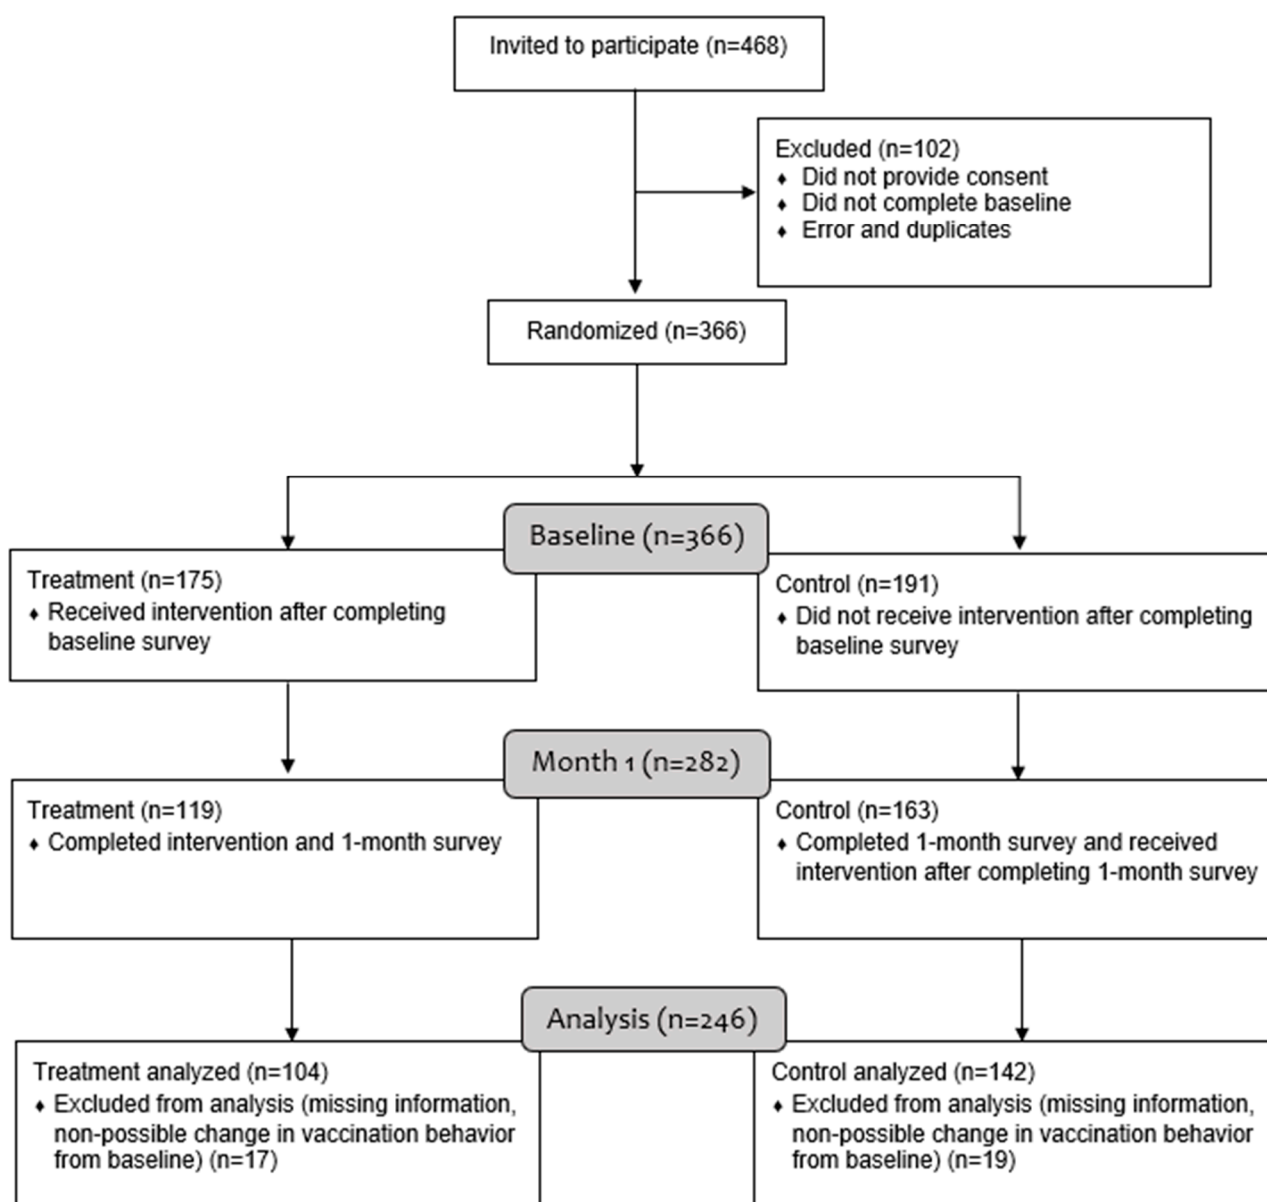 Invited to participate (n=468)
Excluded (n=102)
♦ Did not provide consent
♦ Did not complete baseline
♦ Error and duplicates
Randomized (n=366)
Baseline (n=366)
Treatment (n=175)
♦ Received intervention after completing
baseline survey
Control (n=191)
♦ Did not receive intervention after completing
baseline survey
Month 1 (n=282)
Treatment (n=119)
♦ Completed intervention and 1-month survey
Control (n=163)
♦ Completed 1-month survey and received
intervention after completing 1-month survey
Analysis (n=246)
Treatment analyzed (n=104)
♦ Excluded from analysis (missing information,
non-possible change in vaccination behavior
from baseline) (n=17)
Control analyzed (n=142)
♦ Excluded from analysis (missing information,
non-possible change in vaccination behavior
from baseline) (n=19)